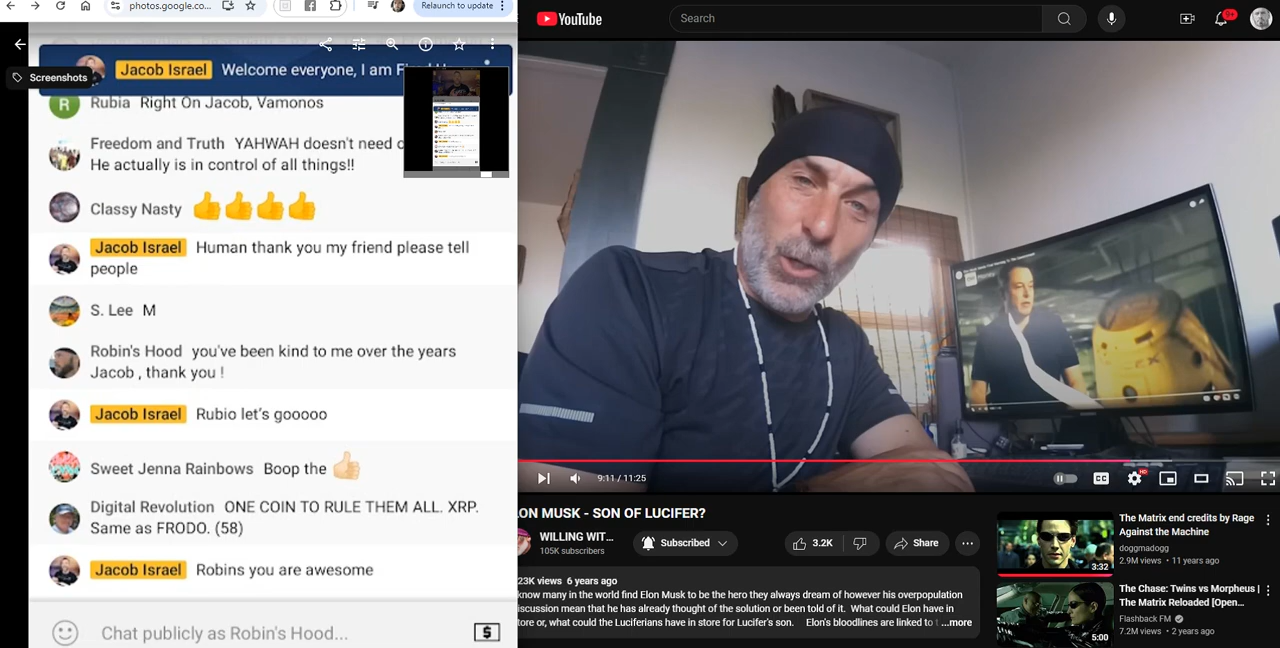 photos.google.co...
Relaunch to update
Screenshots
Jacob Israel Welcome everyone, I am
Rubia Right On Jacob, Vamonos
Freedom and Truth YAHWAH doesn't need
He actually is in control of all things!!
Classy Nasty 👍👍👍👍
Jacob Israel Human thank you my friend please tell
people
S. Lee M
Robin's Hood you've been kind to me over the years
Jacob , thank you !
Jacob Israel Rubio let's gooooo
Sweet Jenna Rainbows Boop the 👍🏻
Digital Revolution ONE COIN TO RULE THEM ALL. XRP.
Same as FRODO. (58)
Jacob Israel Robins you are awesome
Chat publicly as Robin's Hood...
YouTube
Search
9+
9:11 / 11:25
CC
HD
ON MUSK - SON OF LUCIFER?
WILLING WIT...
105K subscribers
Subscribed
3.2K
Share
23K views 6 years ago
know many in the world find Elon Musk to be the hero they always dream of however his overpopulation
iscussion mean that he has already thought of the solution or been told of it. What could Elon have in
tore or, what could the Luciferians have in store for Lucifer's son. Elon's bloodlines are linked to t ...more
3:32
The Matrix end credits by Rage
Against the Machine
doggmadogg
2.9M views • 11 years ago
5:00
The Chase: Twins vs Morpheus |
The Matrix Reloaded [Open...
Flashback FM
7.2M views • 2 years ago